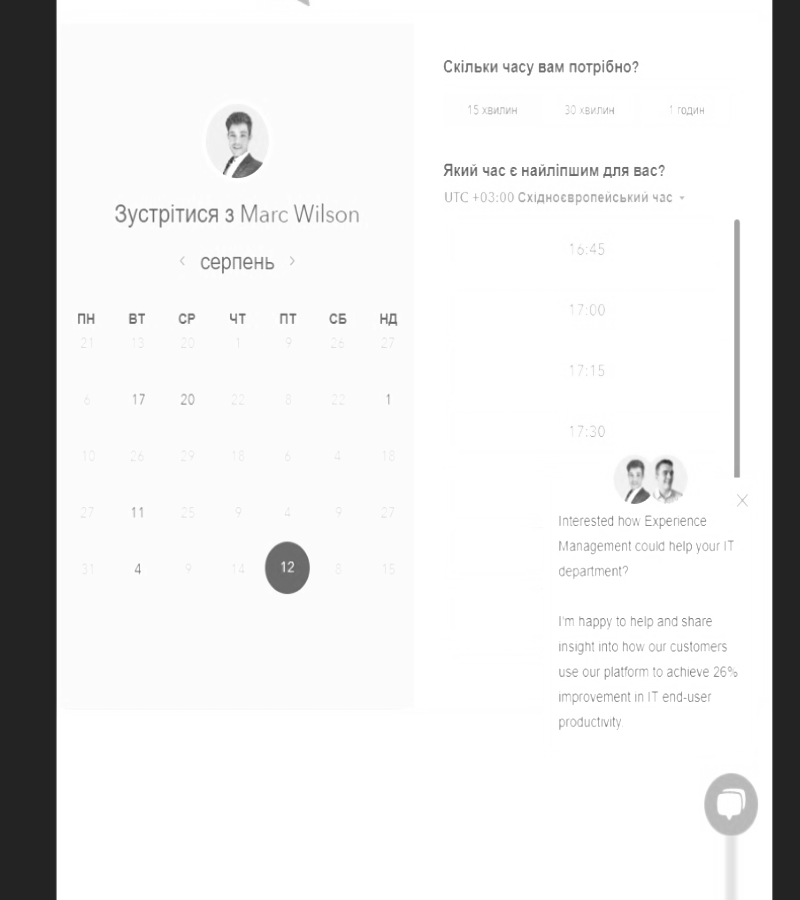 Зустрітися з Marc Wilson
серпень
ПН ВТ СР ЧТ ПТ СБ НД
21 13 20 1 9 26 27
6 17 20 22 8 22 1
10 26 29 18 6 4 18
27 11 25 9 4 9 27
31 4 9 14 12 8 15
Скільки часу вам потрібно?
15 хвилин 30 хвилин 1 годин
Який час є найліпшим для вас?
UTC +03:00 Східноєвропейський час
16:45
17:00
17:15
17:30
Interested how Experience
Management could help your IT
department?
I'm happy to help and share
insight into how our customers
use our platform to achieve 26%
improvement in IT end-user
productivity.